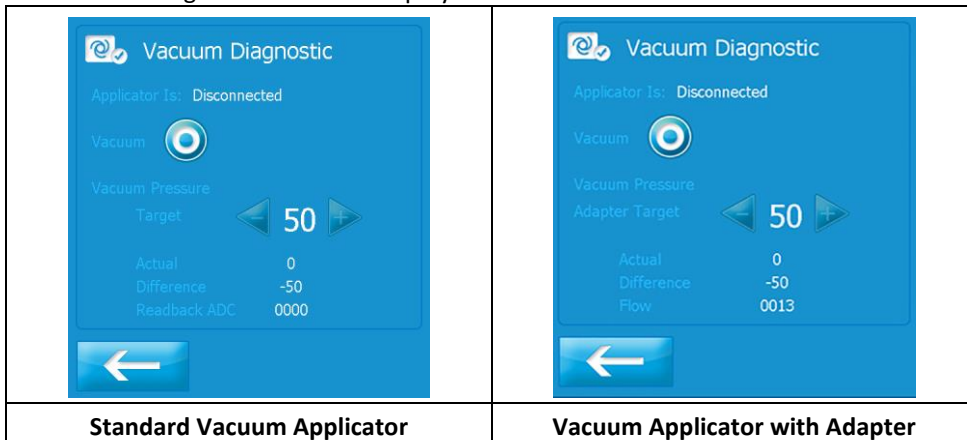 Vacuum Diagnostic
Applicator Is: Disconnected
Vacuum
Vacuum Pressure
Target - 50 +
Actual 0
Difference -50
Readback ADC 0000
Standard Vacuum Applicator
Vacuum Diagnostic
Applicator Is: Disconnected
Vacuum
Vacuum Pressure
Adapter Target - 50 +
Actual 0
Difference -50
Flow 0013
Vacuum Applicator with Adapter